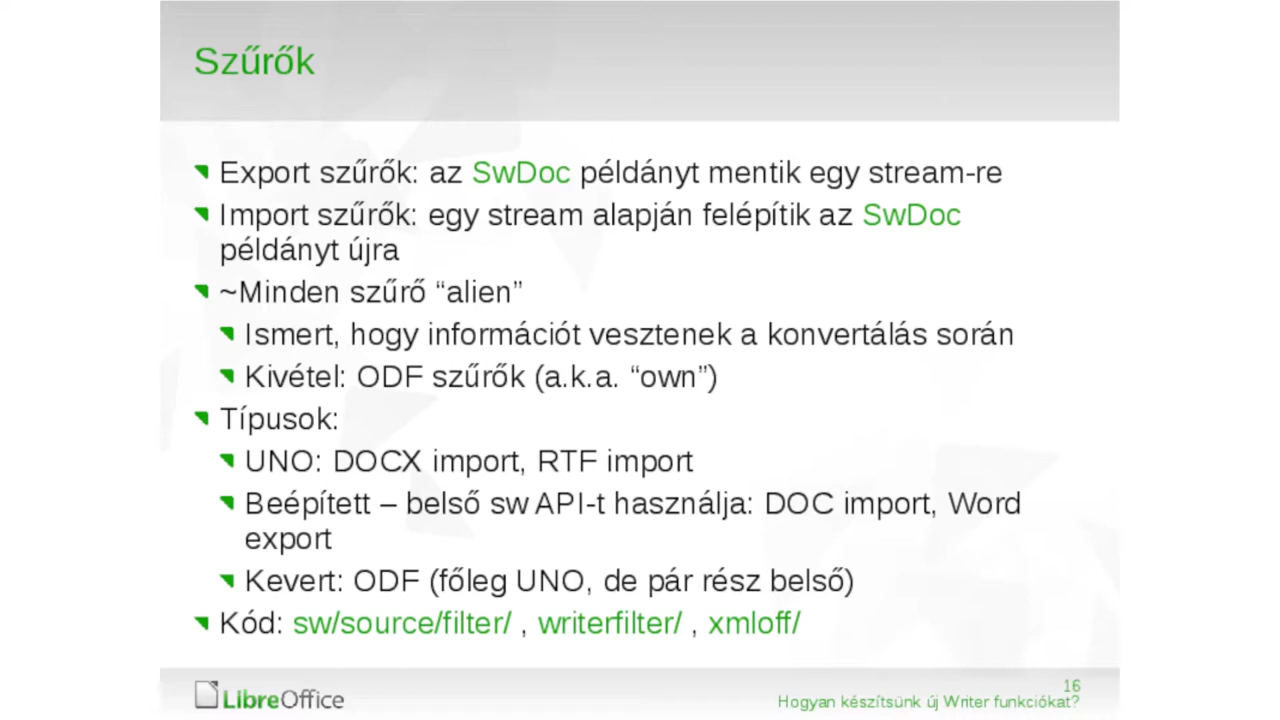 Szűrők
Export szűrők: az SwDoc példányt mentik egy stream-re
Import szűrők: egy stream alapján felépítik az SwDoc
példányt újra
~Minden szűrő “alien”
Ismert, hogy információt vesztenek a konvertálás során
Kivétel: ODF szűrők (a.k.a. “own”)
Típusok:
UNO: DOCX import, RTF import
Beépített – belső sw API-t használja: DOC import, Word
export
Kevert: ODF (főleg UNO, de pár rész belső)
Kód: sw/source/filter/ , writerfilter/ , xmloff/
LibreOffice
16
Hogyan készítsünk új Writer funkciókat?